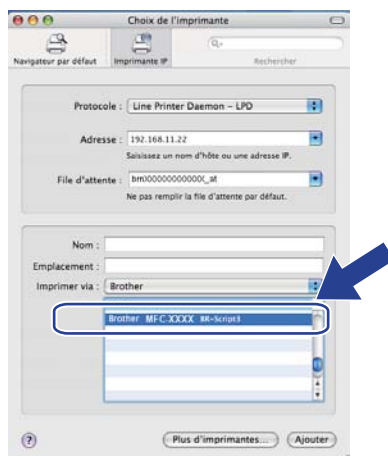 Choix de l'imprimante
Navigateur par défaut
Imprimante IP
Rechercher
Protocole : Line Printer Daemon – LPD
Adresse : 192.168.11.22
Saisissez un nom d'hôte ou une adresse IP.
File d'attente :
Ne pas remplir la file d'attente par défaut.
Nom :
Emplacement :
Imprimer via : Brother
Brother MFC-XXXX BR-Script3
Plus d'imprimantes...
Ajouter